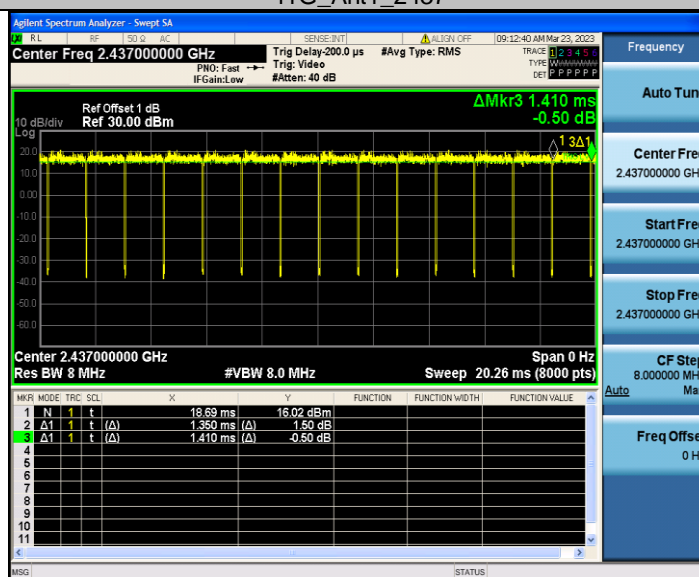 11G_Ant1_2437
Agilent Spectrum Analyzer - Swept SA
RL RF 50 Ω AC SENSE:INT ALIGN OFF 09:12:40 AM Mar 23, 2023
Center Freq 2.437000000 GHz
Trig Delay-200.0 µs #Avg Type: RMS TRACE 1 2 3 4 5 6
PNO: Fast Trig: Video TYPE
IFGain:Low #Atten: 40 dB DET P P P P P P
Ref Offset 1 dB ΔMkr3 1.410 ms
10 dB/div Ref 30.00 dBm -0.50 dB
Log
1 3Δ1
20.0
10.0
0.00
-10.0
-20.0
-30.0
-40.0
-50.0
-60.0
Center 2.437000000 GHz Span 0 Hz
Res BW 8 MHz #VBW 8.0 MHz Sweep 20.26 ms (8000 pts)
MKR MODE TRC SCL X Y FUNCTION FUNCTION WIDTH FUNCTION VALUE
1 N 1 t 18.69 ms 16.02 dBm
2 Δ1 1 t (Δ) 1.350 ms (Δ) 1.50 dB
3 Δ1 1 t (Δ) 1.410 ms (Δ) -0.50 dB
4
5
6
7
8
9
10
11
MSG STATUS
Frequency
Auto Tun
Center Fre
2.437000000 GH
Start Fre
2.437000000 GH
Stop Fre
2.437000000 GH
CF Ste
8.000000 MH
Auto Ma
Freq Offse
0 H